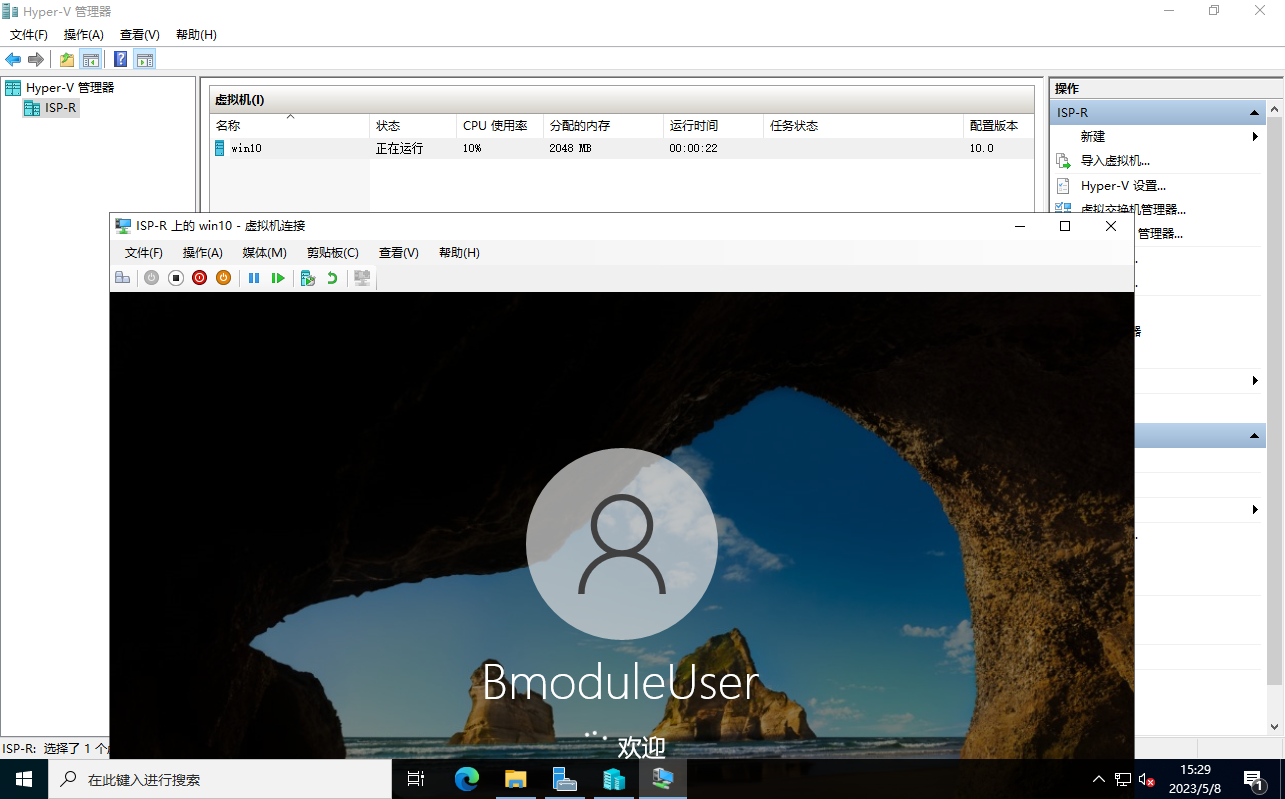 Hyper-V 管理器
文件(F) 操作(A) 查看(V) 帮助(H)
Hyper-V 管理器
ISP-R
虚拟机(I)
名称 状态 CPU 使用率 分配的内存 运行时间 任务状态 配置版本
win10 正在运行 10% 2048 MB 00:00:22 10.0
操作
ISP-R
新建
导入虚拟机...
Hyper-V 设置...
虚拟交换机管理器...
管理器...
器
ISP-R 上的 win10 - 虚拟机连接
文件(F) 操作(A) 媒体(M) 剪贴板(C) 查看(V) 帮助(H)
BmoduleUser
欢迎
ISP-R: 选择了 1 个
在此键入进行搜索
15:29
2023/5/8
1